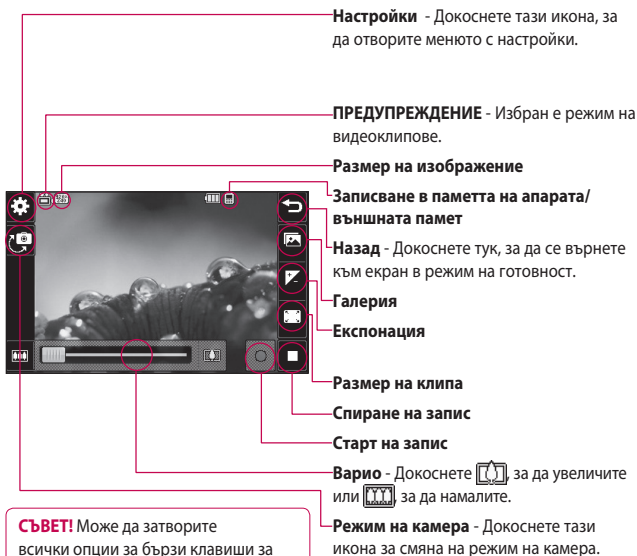 Настройки - Докоснете тази икона, за
да отворите менюто с настройки.
ПРЕДУПРЕЖДЕНИЕ - Избран е режим на
видеоклипове.
Размер на изображение
Записване в паметта на апарата/
външната памет
Назад - Докоснете тук, за да се върнете
към екран в режим на готовност.
Галерия
Експонация
Размер на клипа
Спиране на запис
Старт на запис
Варио - Докоснете , за да увеличите
или , за да намалите.
Режим на камера - Докоснете тази
икона за смяна на режим на камера.
СЪВЕТ! Може да затворите
всички опции за бързи клавиши за